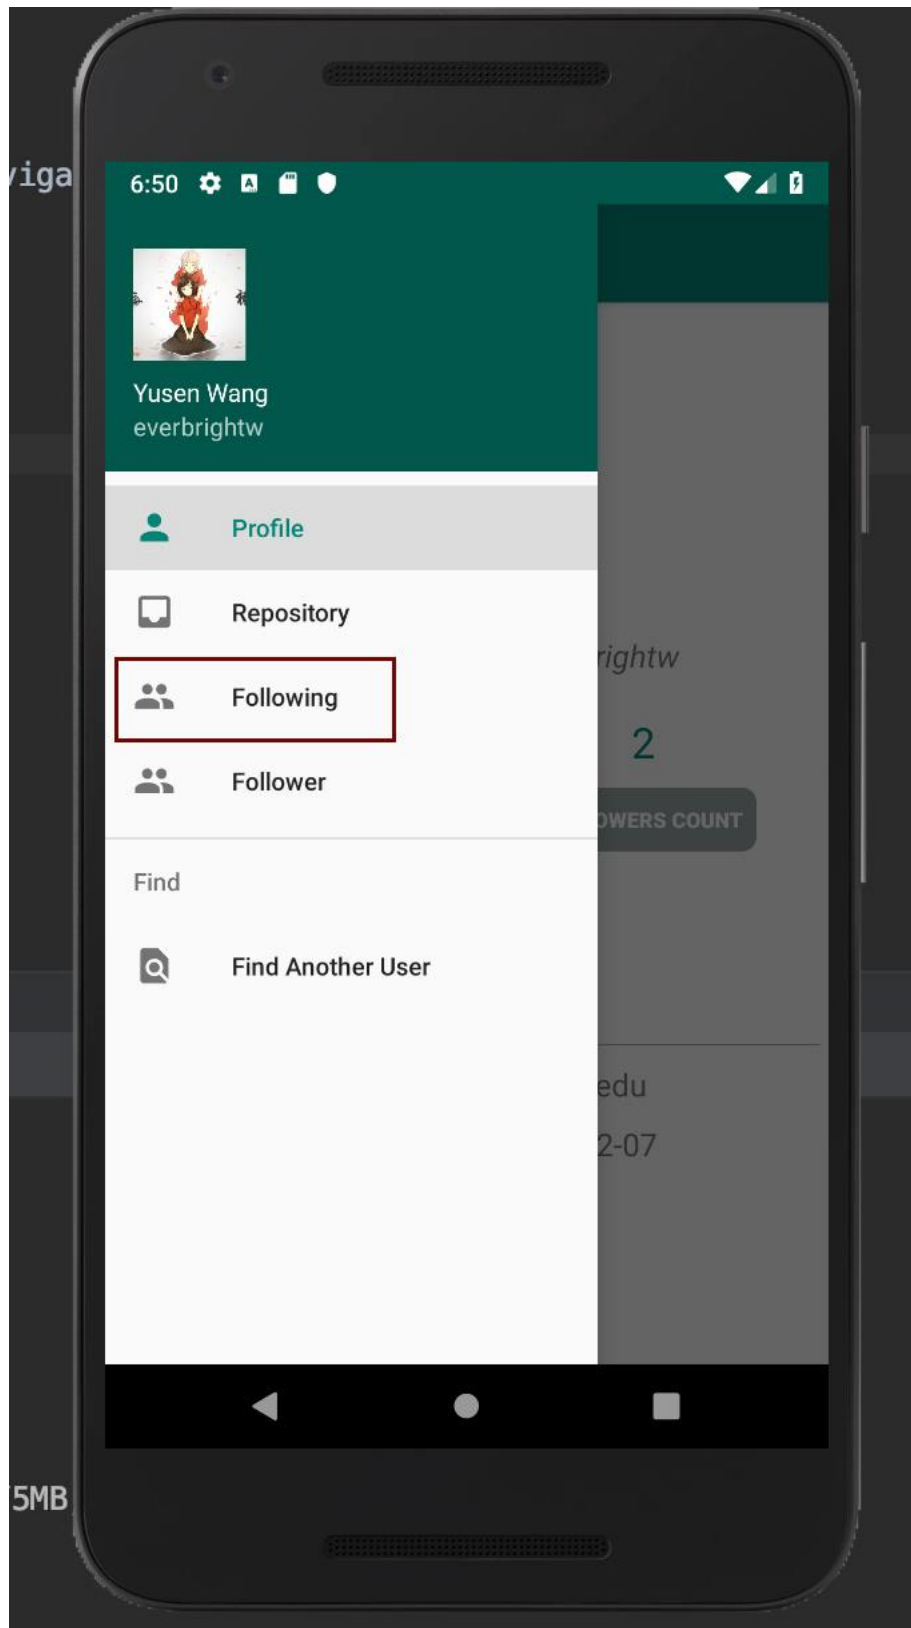 viga
6:50
Yusen Wang
everbrightw
Profile
Repository
rightw
Following
2
Follower
OWERS COUNT
Find
Find Another User
edu
2-07
5MB